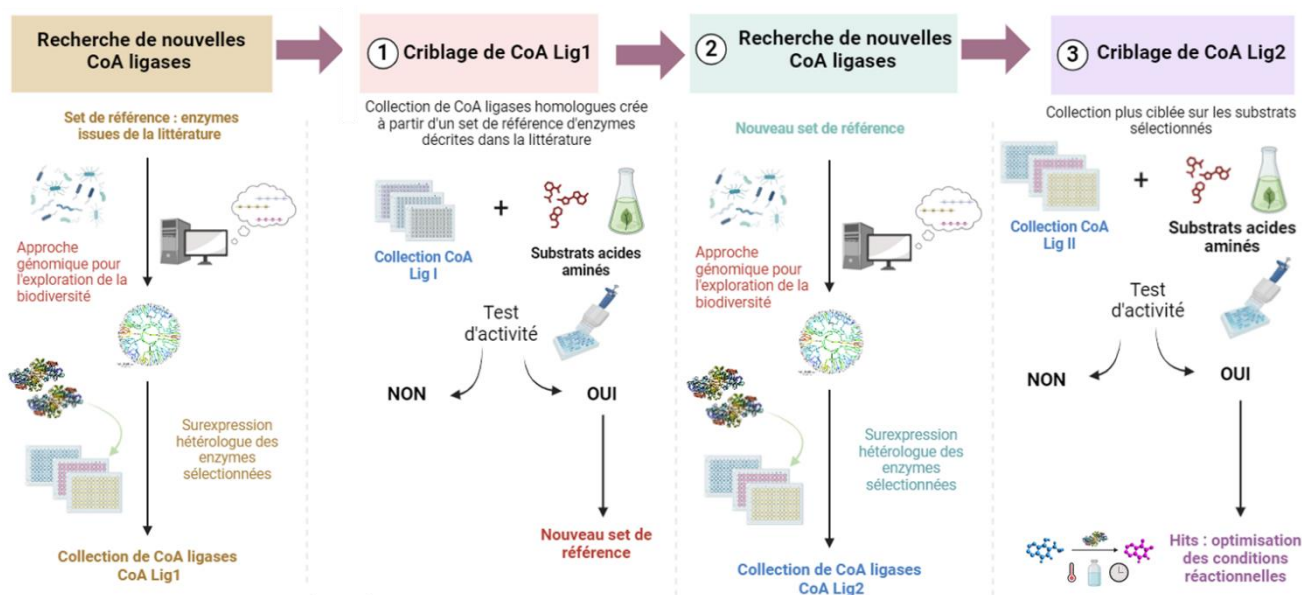 Recherche de nouvelles
CoA ligases
Set de référence : enzymes
issues de la littérature
Approche
génomique pour
l'exploration de la
biodiversité
Surexpression
hétérologue des
enzymes
sélectionnées
Collection de CoA ligases
CoA Lig1
1 Criblage de CoA Lig1
Collection de CoA ligases homologues crée
à partir d'un set de référence d'enzymes
décrites dans la littérature
+
Collection CoA
Lig I
Substrats acides
aminés
Test
d'activité
NON
OUI
Nouveau set de
référence
2 Recherche de nouvelles
CoA ligases
Nouveau set de référence
Approche
génomique pour
l'exploration de la
biodiversité
Surexpression
hétérologue des
enzymes
sélectionnées
Collection de CoA ligases
CoA Lig2
3 Criblage de CoA Lig2
Collection plus ciblée sur les substrats
sélectionnés
+
Collection CoA
Lig II
Substrats acides
aminés
Test
d'activité
NON
OUI
Hits : optimisation
des conditions
réactionnelles